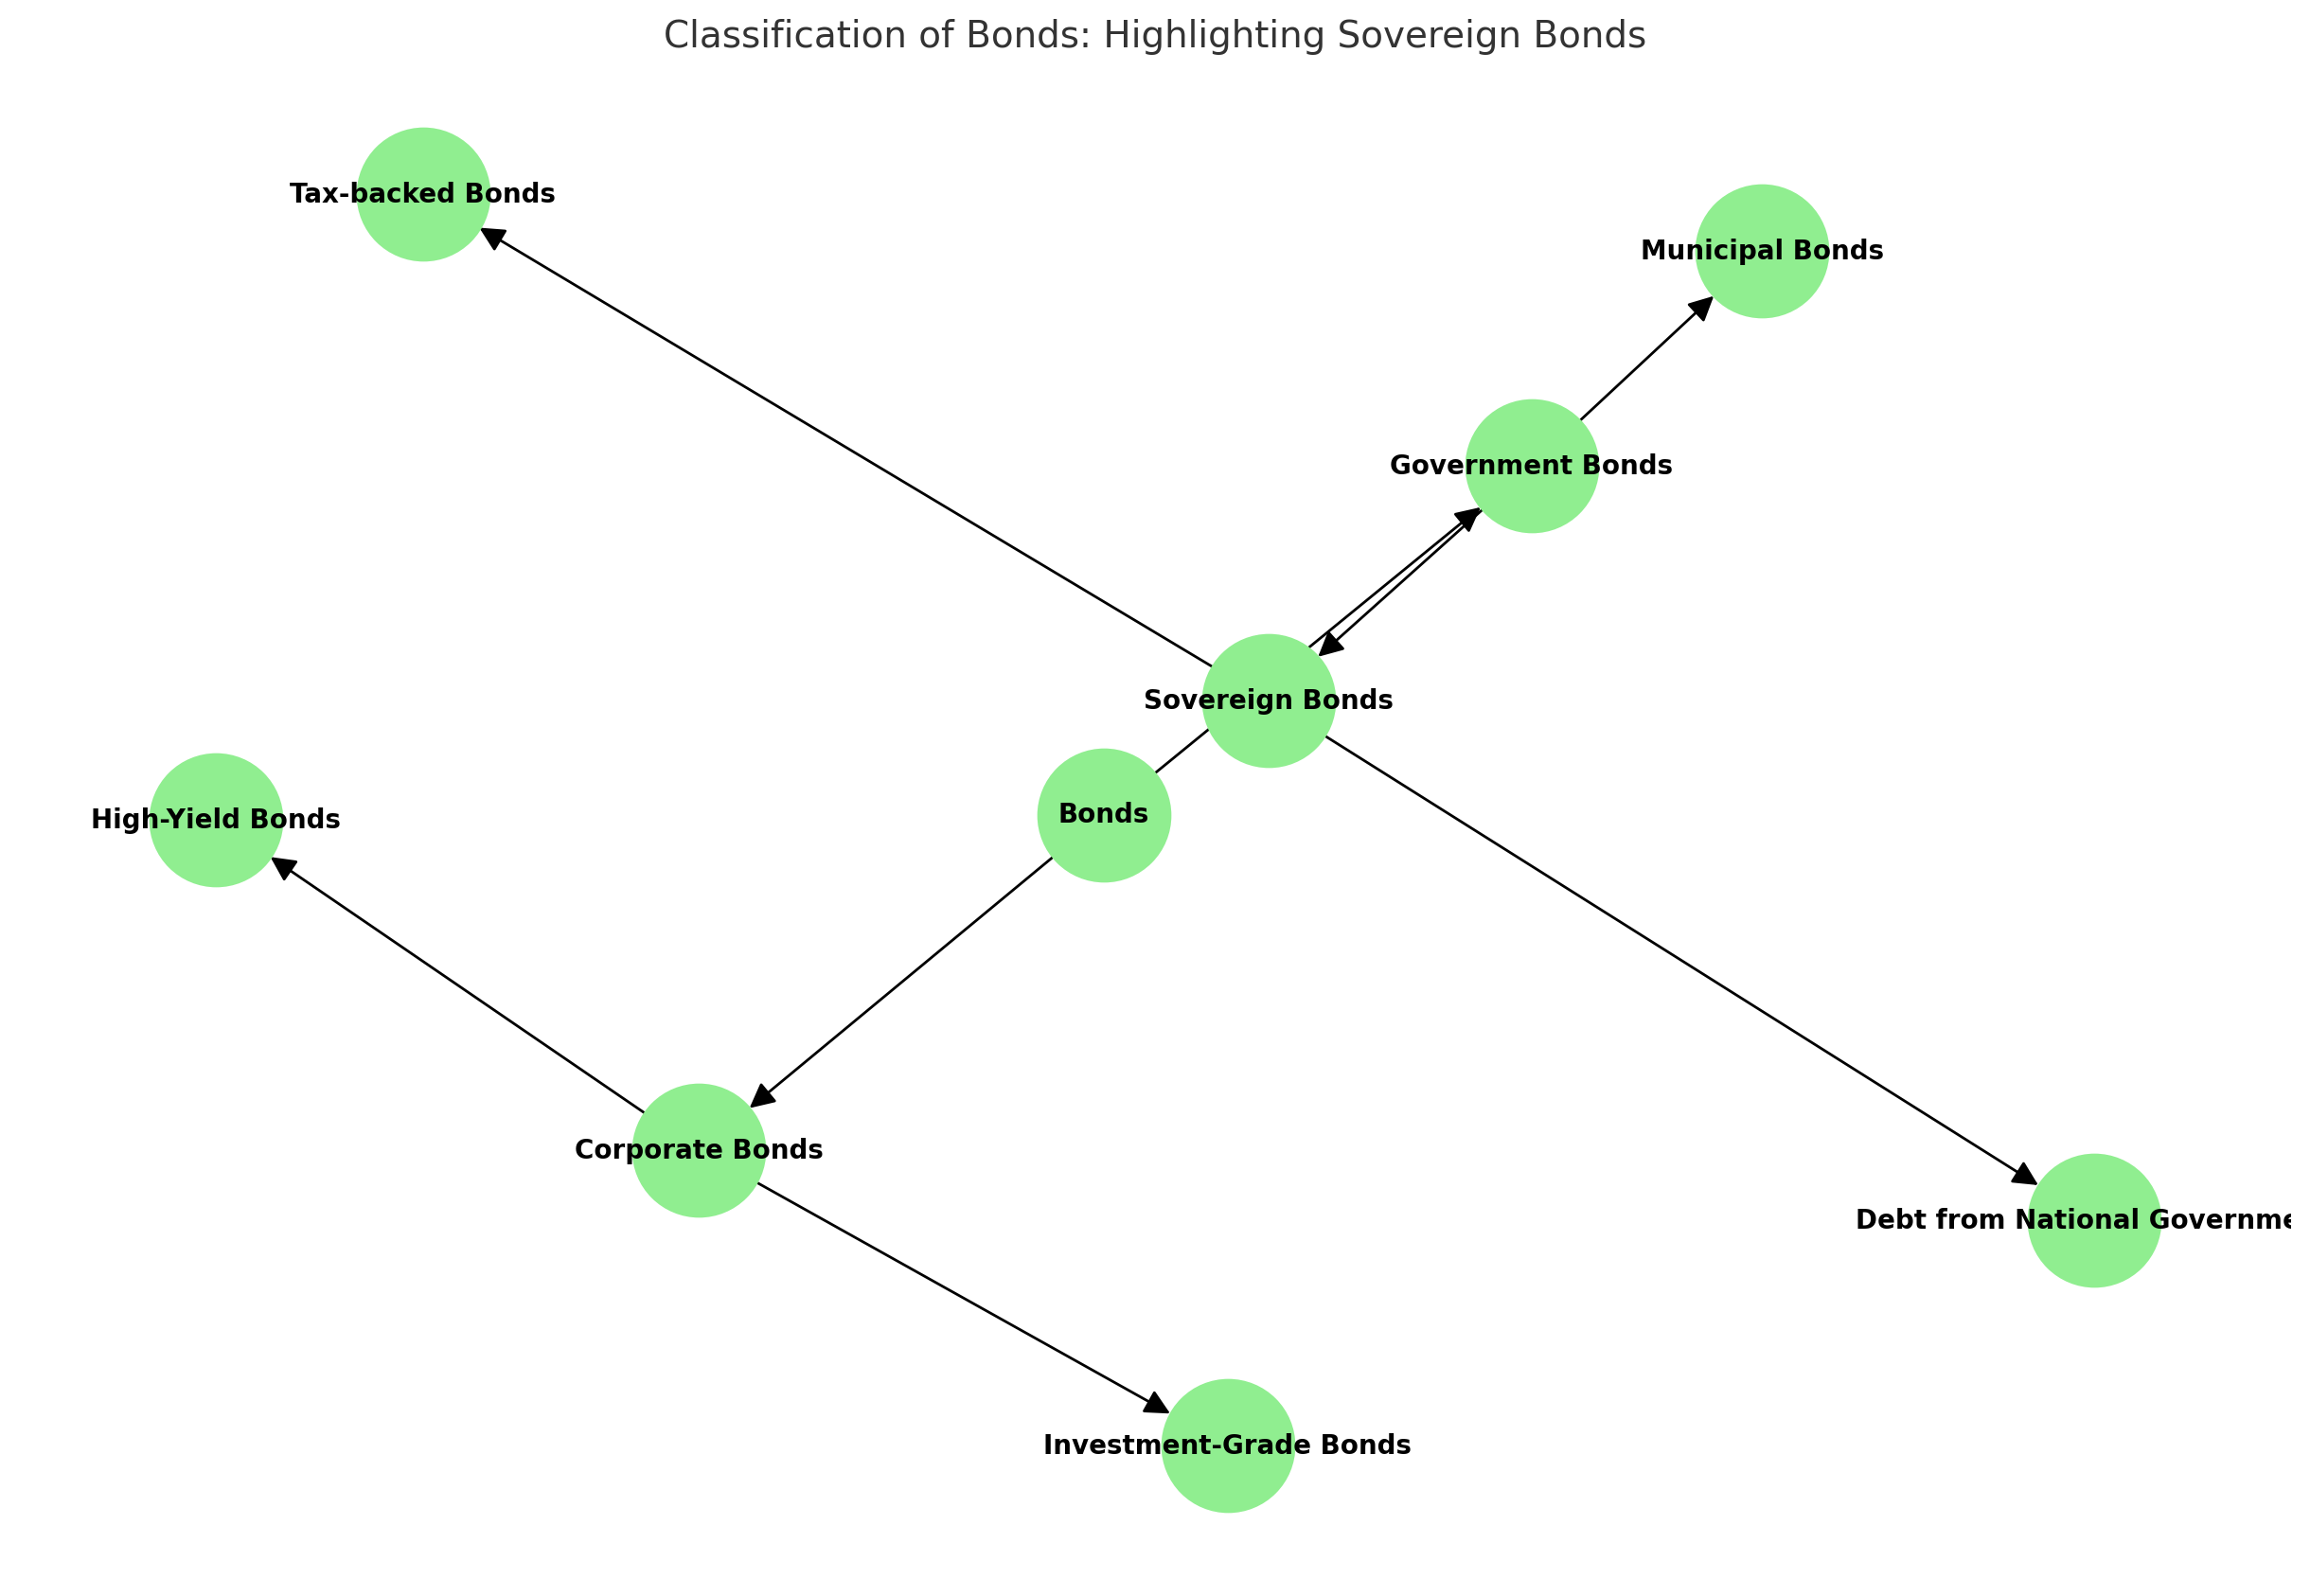 Classification of Bonds: Highlighting Sovereign Bonds
Tax-backed Bonds
Municipal Bonds
Government Bonds
Sovereign Bonds
Bonds
High-Yield Bonds
Corporate Bonds
Debt from National Governme
Investment-Grade Bonds